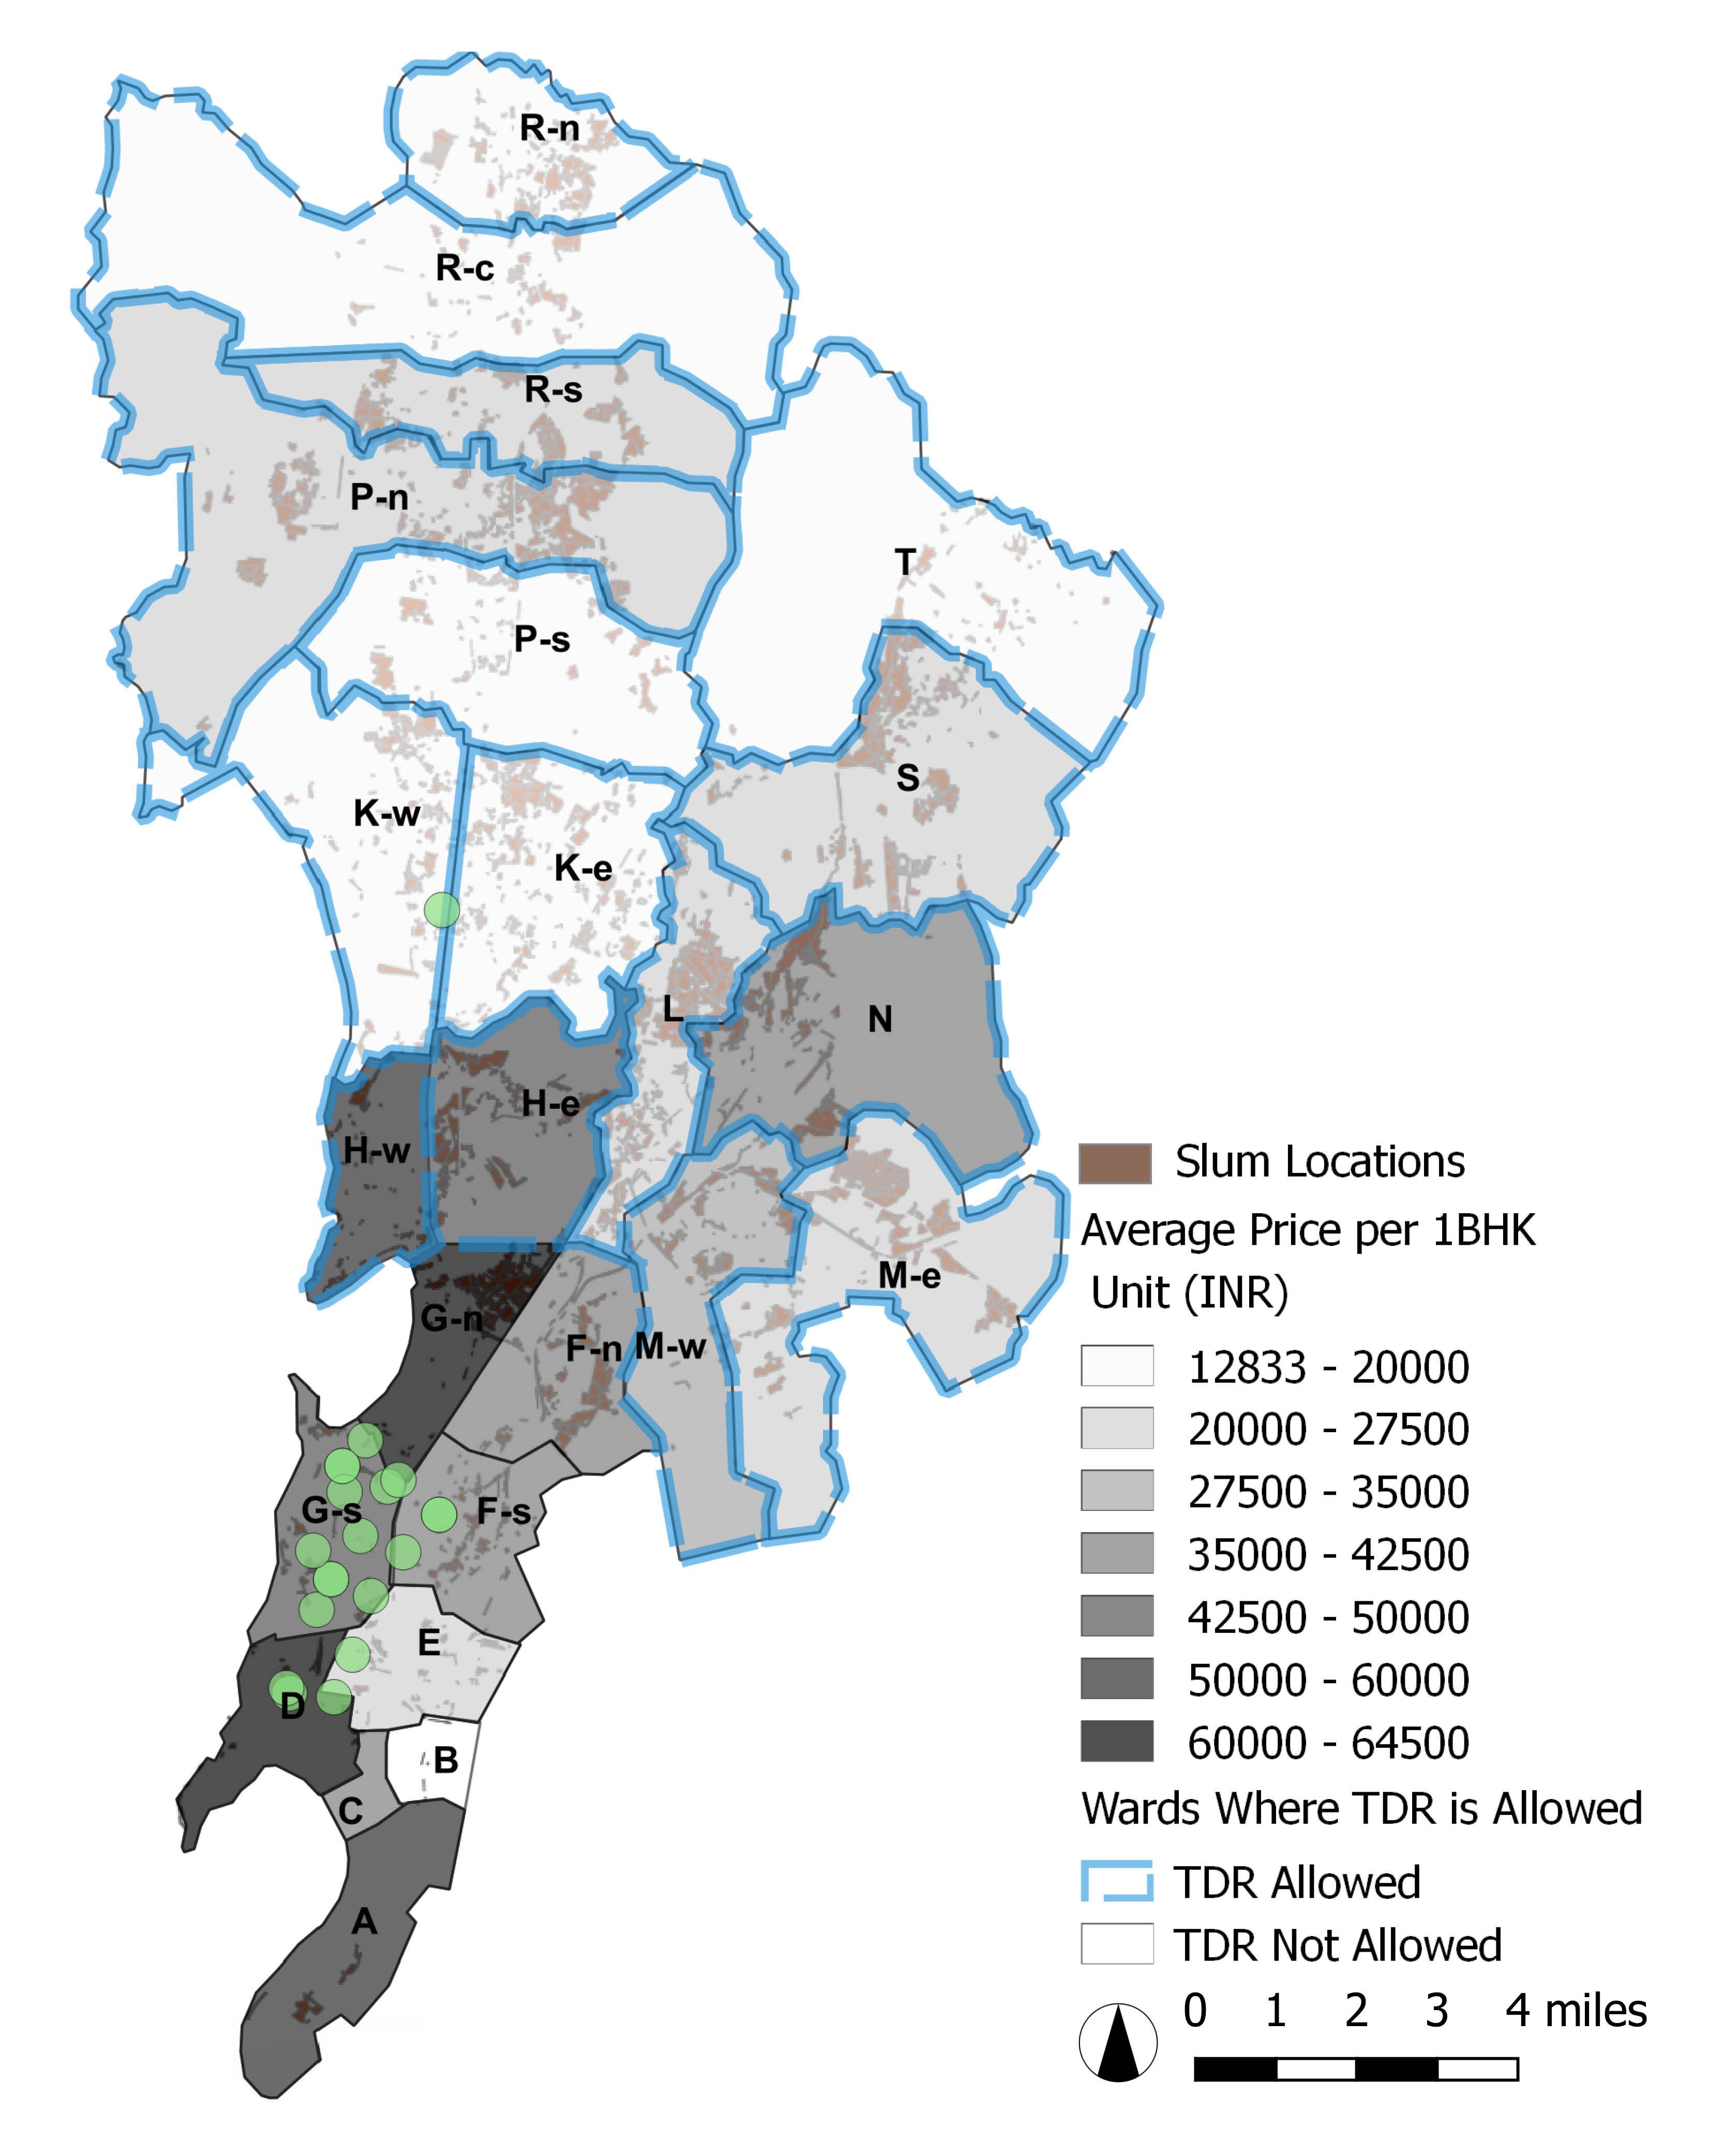 R-n
R-c
R-s
P-n
T
P-s
S
K-w
K-e
L
N
H-e
H-w
M-e
G-n
F-n
M-w
G-s
F-s
E
D
B
C
A
Slum Locations
Average Price per 1BHK
Unit (INR)
12833 - 20000
20000 - 27500
27500 - 35000
35000 - 42500
42500 - 50000
50000 - 60000
60000 - 64500
Wards Where TDR is Allowed
TDR Allowed
TDR Not Allowed
0 1 2 3 4 miles